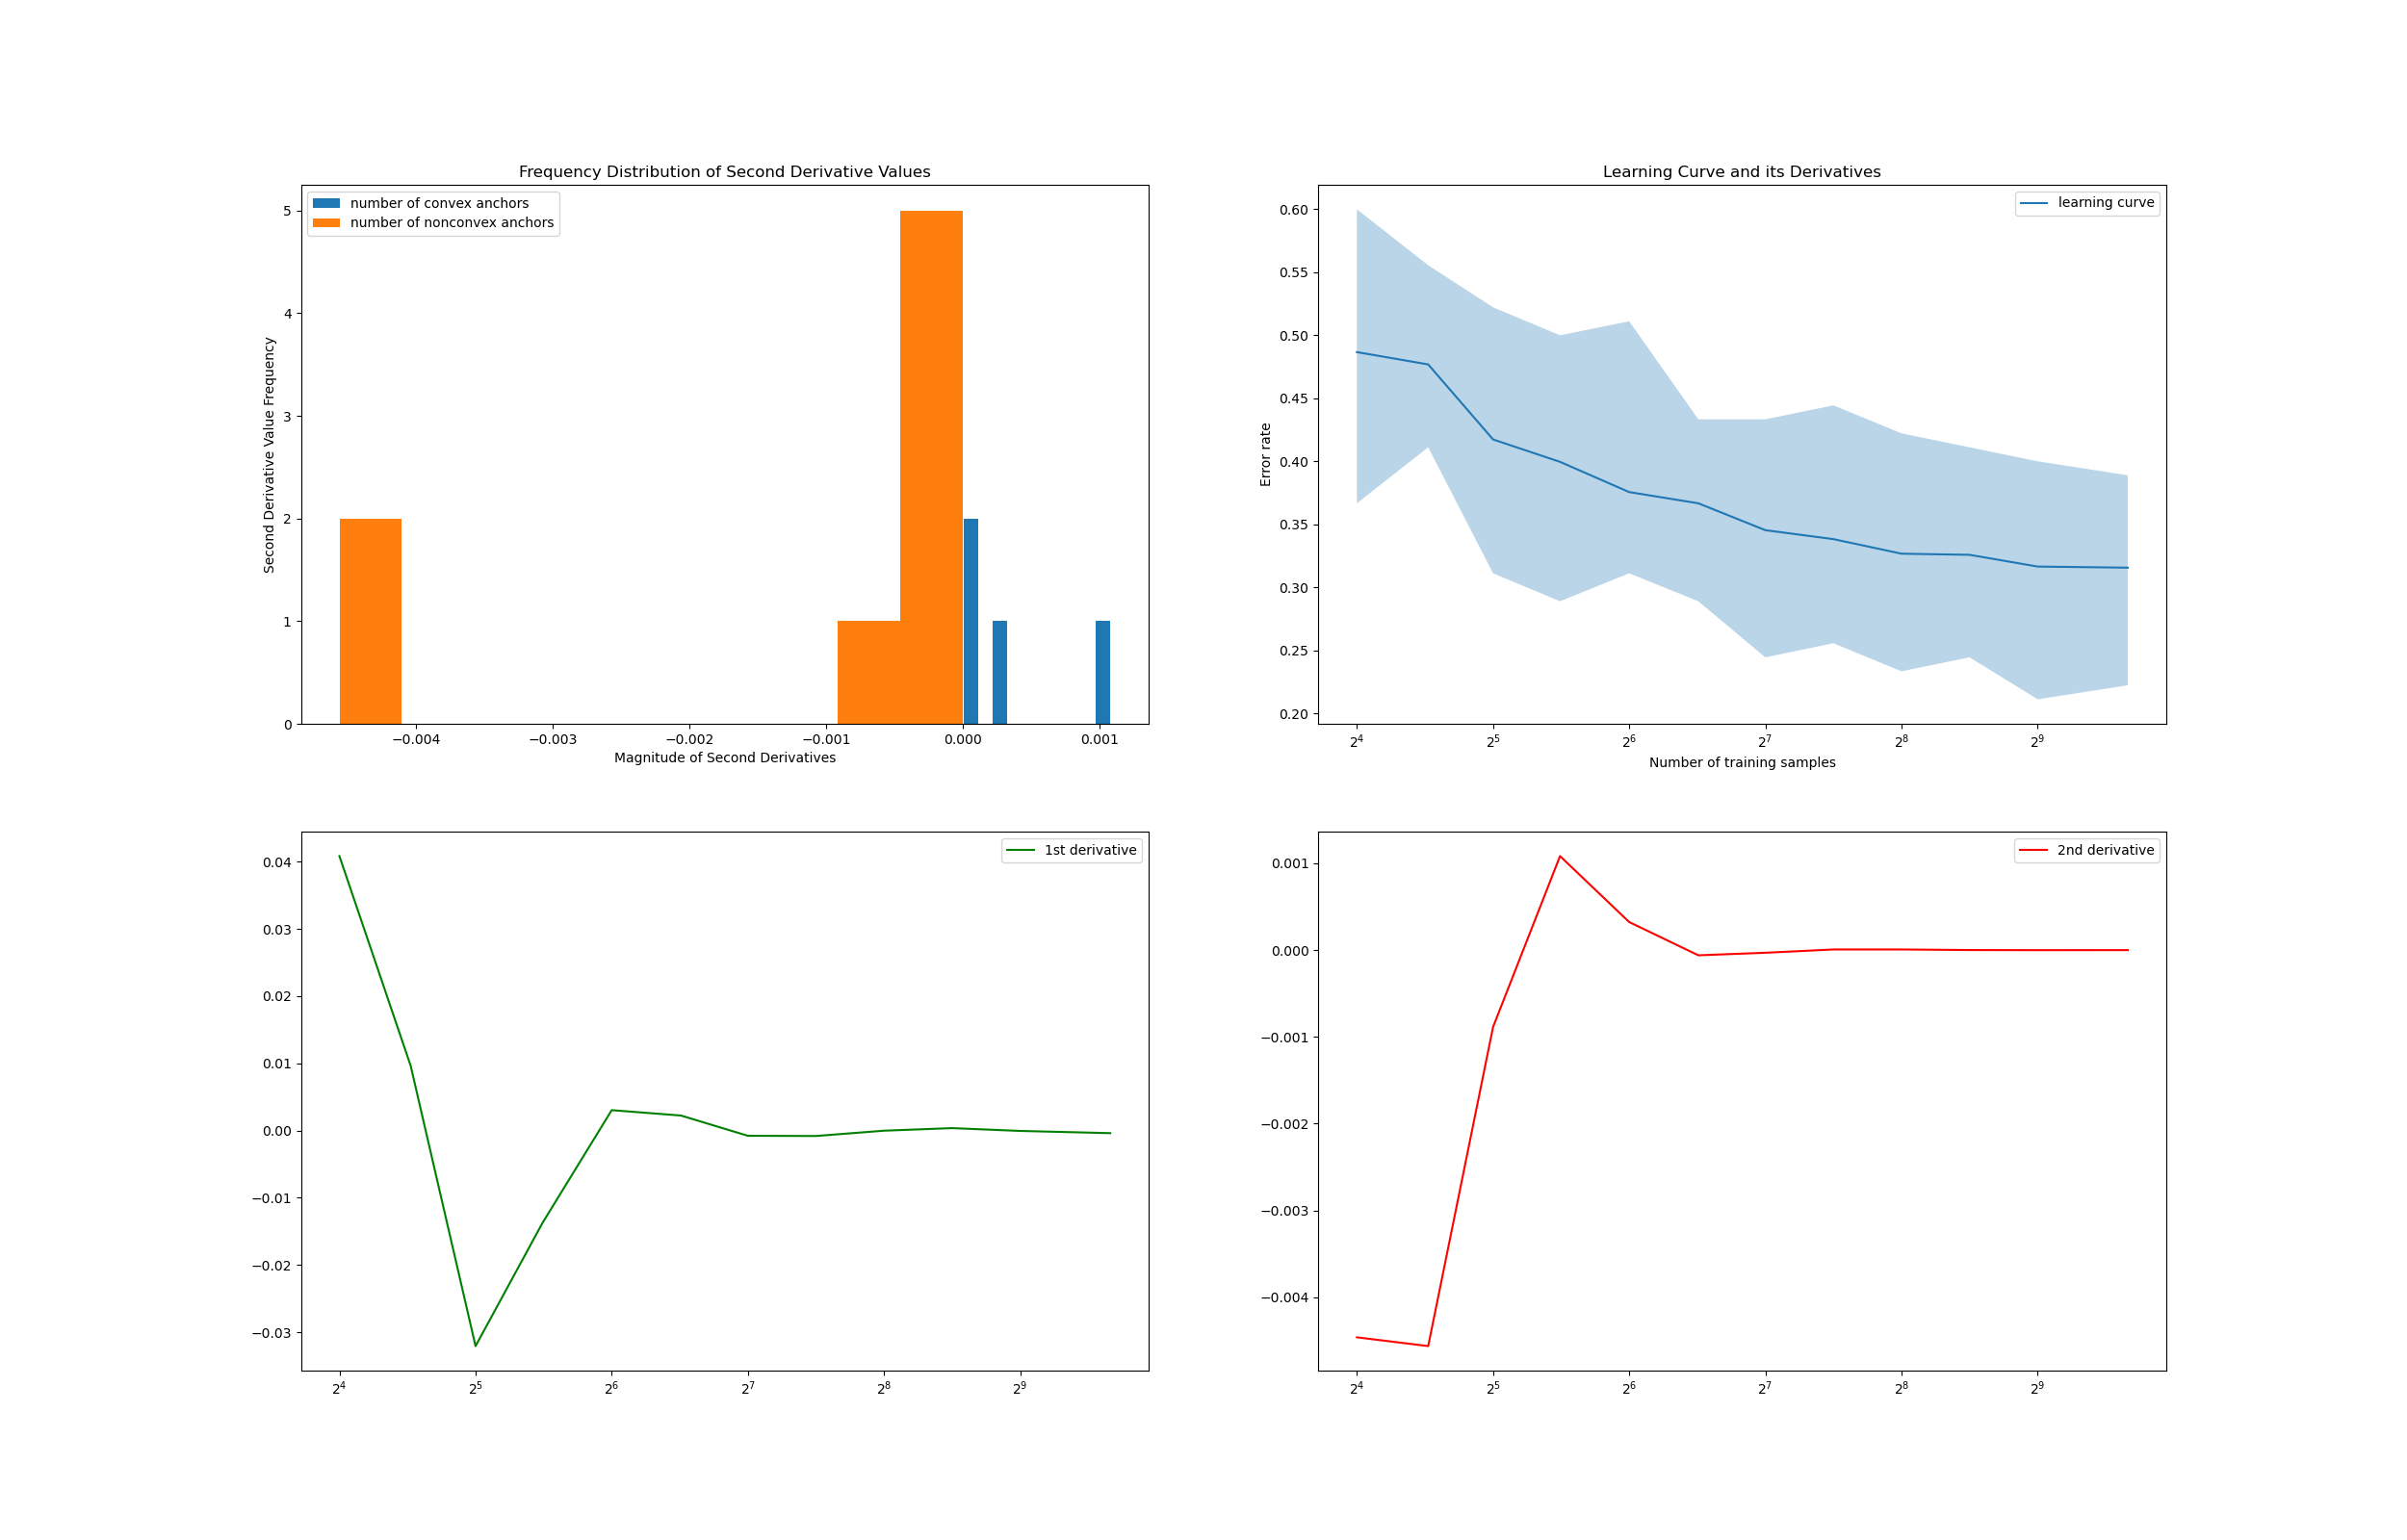 Frequency Distribution of Second Derivative Values
number of convex anchors
number of nonconvex anchors
Second Derivative Value Frequency
5
4
3
2
1
0
−0.004 −0.003 −0.002 −0.001 0.000 0.001
Magnitude of Second Derivatives
Learning Curve and its Derivatives
learning curve
Error rate
0.60
0.55
0.50
0.45
0.40
0.35
0.30
0.25
0.20
2⁴ 2⁵ 2⁶ 2⁷ 2⁸ 2⁹
Number of training samples
1st derivative
0.04
0.03
0.02
0.01
0.00
−0.01
−0.02
−0.03
2⁴ 2⁵ 2⁶ 2⁷ 2⁸ 2⁹
2nd derivative
0.001
0.000
−0.001
−0.002
−0.003
−0.004
2⁴ 2⁵ 2⁶ 2⁷ 2⁸ 2⁹